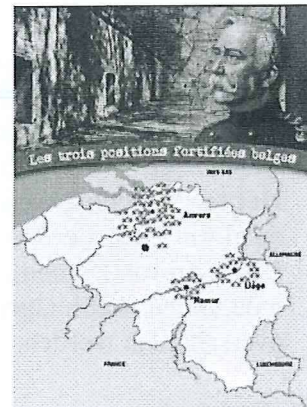 Les trois positions fortifiées belges
PAYS-BAS
Anvers
ALLEMAGNE
Liège
Namur
FRANCE
LUXEMBOURG